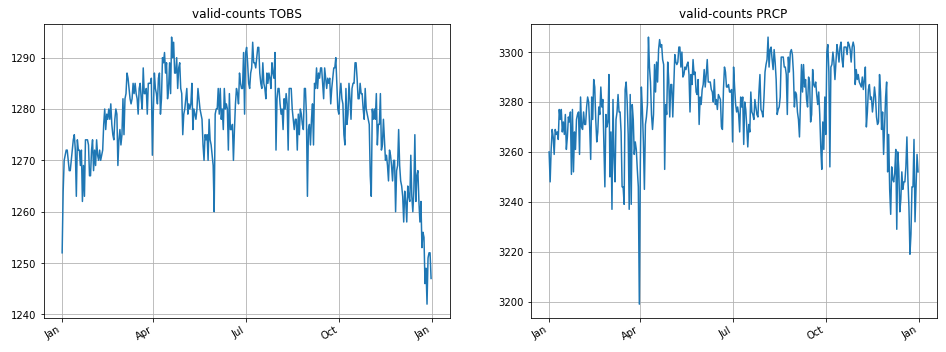 valid-counts TOBS
1290
1280
1270
1260
1250
1240
Jan
Apr
Jul
Oct
Jan
valid-counts PRCP
3300
3280
3260
3240
3220
3200
Jan
Apr
Jul
Oct
Jan